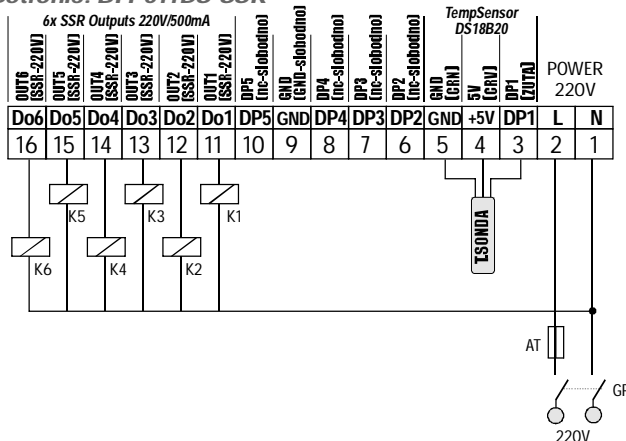 6x SSR Outputs 220V/500mA
TempSensor
DS18B20
OUT6
(SSR-220V)
OUT5
(SSR-220V)
OUT4
(SSR-220V)
OUT3
(SSR-220V)
OUT2
(SSR-220V)
OUT1
(SSR-220V)
DP5
(nc-slobodno)
GND
(GND-slobodno)
DP4
(nc-slobodno)
DP3
(nc-slobodno)
DP2
(nc-slobodno)
GND
(CRN)
5V
(CRV)
DP1
(ZUTA)
POWER
220V
Do6 Do5 Do4 Do3 Do2 Do1 DP5 GND DP4 DP3 DP2 GND +5V DP1 L N
16 15 14 13 12 11 10 9 8 7 6 5 4 3 2 1
K5 K3 K1
T.SONDA
K6 K4 K2
AT
220V